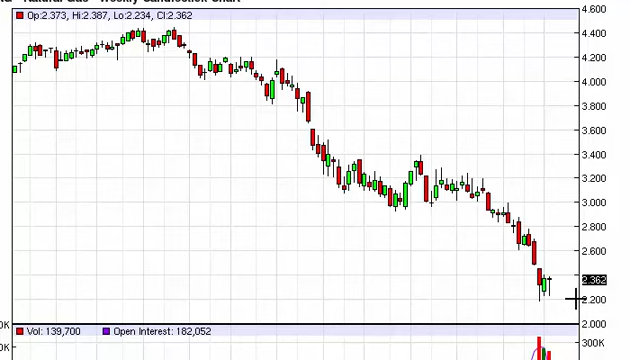 Natural Gas - Weekly Candlestick Chart
Op:2.373, Hi:2.387, Lo:2.234, Cl:2.362
4.600
4.400
4.200
4.000
3.800
3.600
3.400
3.200
3.000
2.800
2.600
2.362
2.200
2.000
Vol: 139,700 Open Interest: 182,052
0K
300K
0K